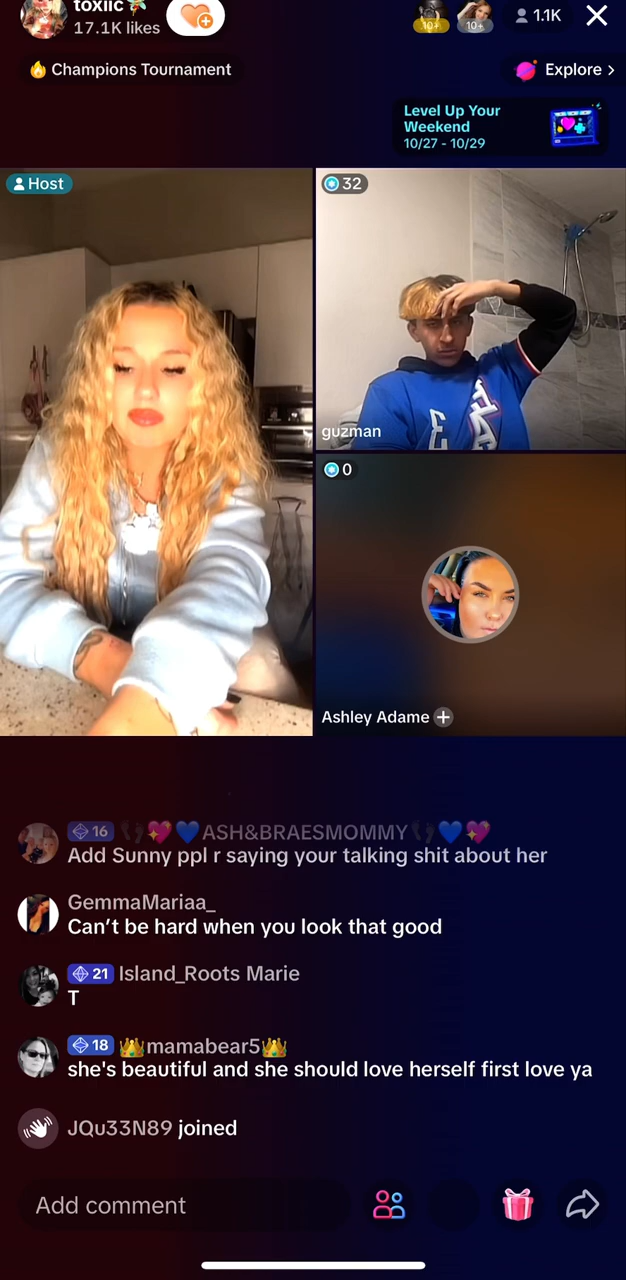 toxiic🧚
17.1K likes
10+
10+
1.1K
🔥 Champions Tournament
Explore >
Level Up Your
Weekend
10/27 - 10/29
Host
32
guzman
0
Ashley Adame +
16 👣💖💙ASH&BRAESMOMMY👣💙💖
Add Sunny ppl r saying your talking shit about her
GemmaMariaa_
Can't be hard when you look that good
21 Island_Roots Marie
T
18 👑mamabear5👑
she's beautiful and she should love herself first love ya
JQu33N89 joined
Add comment